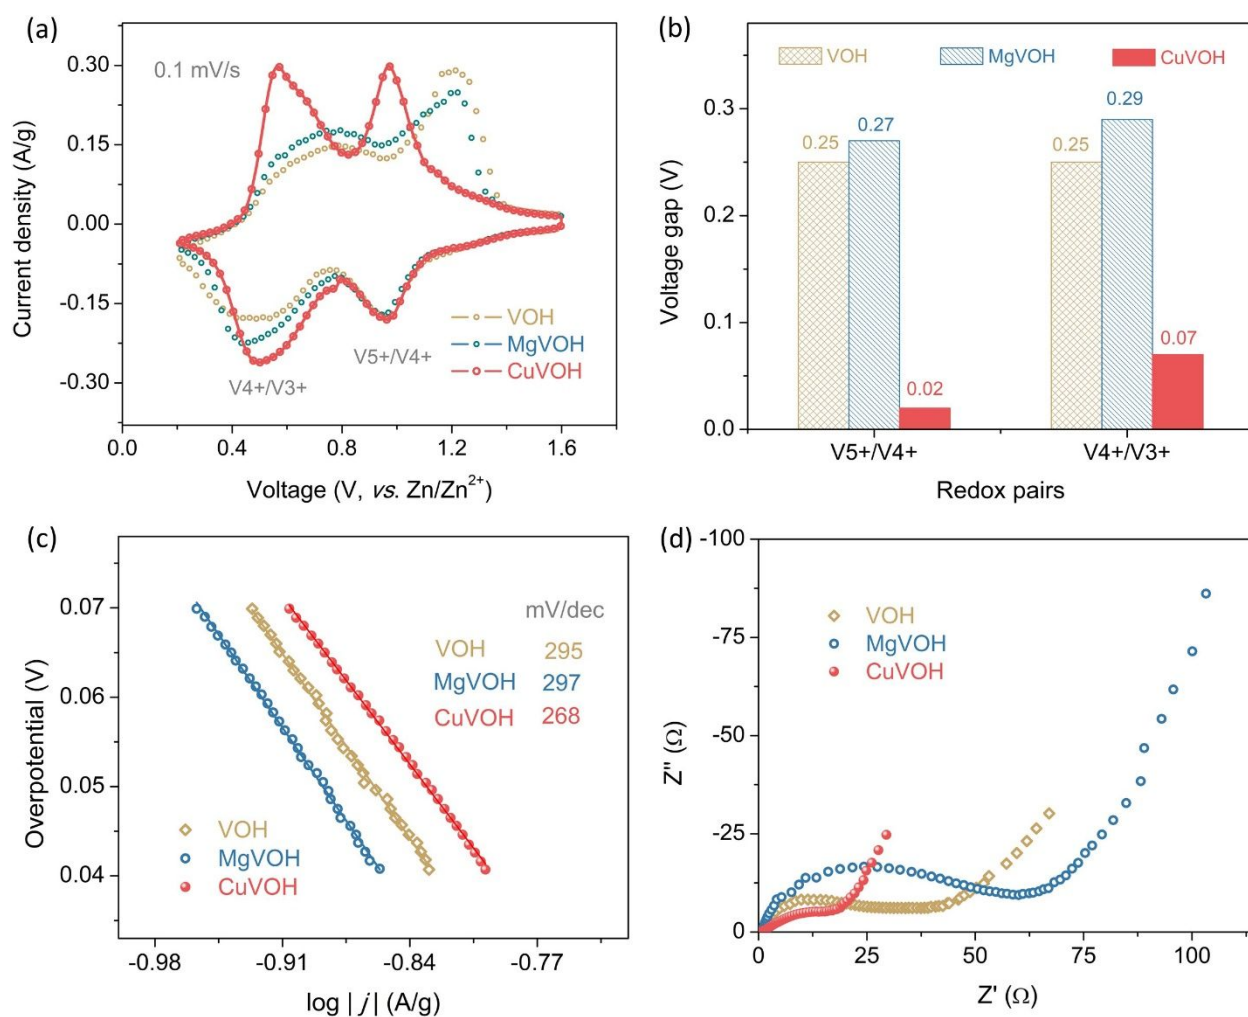 (a)
0.1 mV/s
0.30
0.15
0.00
-0.15
-0.30
Current density (A/g)
VOH
MgVOH
CuVOH
V5+/V4+
V4+/V3+
0.0 0.4 0.8 1.2 1.6
Voltage (V, vs. Zn/Zn²⁺)
(b)
VOH MgVOH CuVOH
0.3
0.2
0.1
0.0
Voltage gap (V)
0.25 0.27 0.02 0.25 0.29 0.07
V5+/V4+ V4+/V3+
Redox pairs
(c)
0.07
0.06
0.05
0.04
Overpotential (V)
mV/dec
VOH 295
MgVOH 297
CuVOH 268
VOH
MgVOH
CuVOH
-0.98 -0.91 -0.84 -0.77
log | j | (A/g)
(d)
-100
-75
-50
-25
0
Z'' (Ω)
VOH
MgVOH
CuVOH
0 25 50 75 100
Z' (Ω)